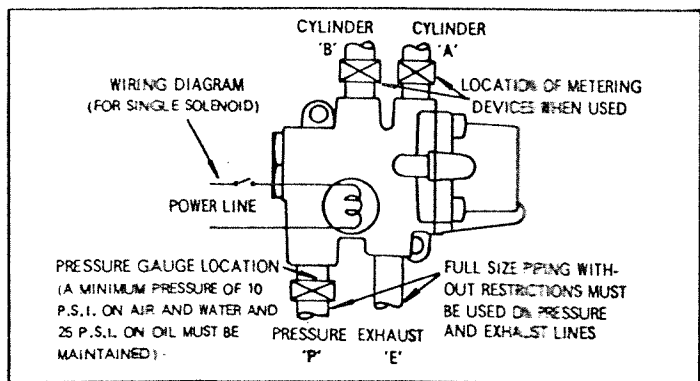 CYLINDER
'B'
CYLINDER
'A'
WIRING DIAGRAM
(FOR SINGLE SOLENOID)
LOCATION OF METERING
DEVICES WHEN USED
POWER LINE
PRESSURE GAUGE LOCATION
(A MINIMUM PRESSURE OF 10
P.S.I. ON AIR AND WATER AND
25 P.S.I. ON OIL MUST BE
MAINTAINED)
FULL SIZE PIPING WITH-
OUT RESTRICTIONS MUST
BE USED ON PRESSURE
AND EXHAUST LINES
PRESSURE
'P'
EXHAUST
'E'